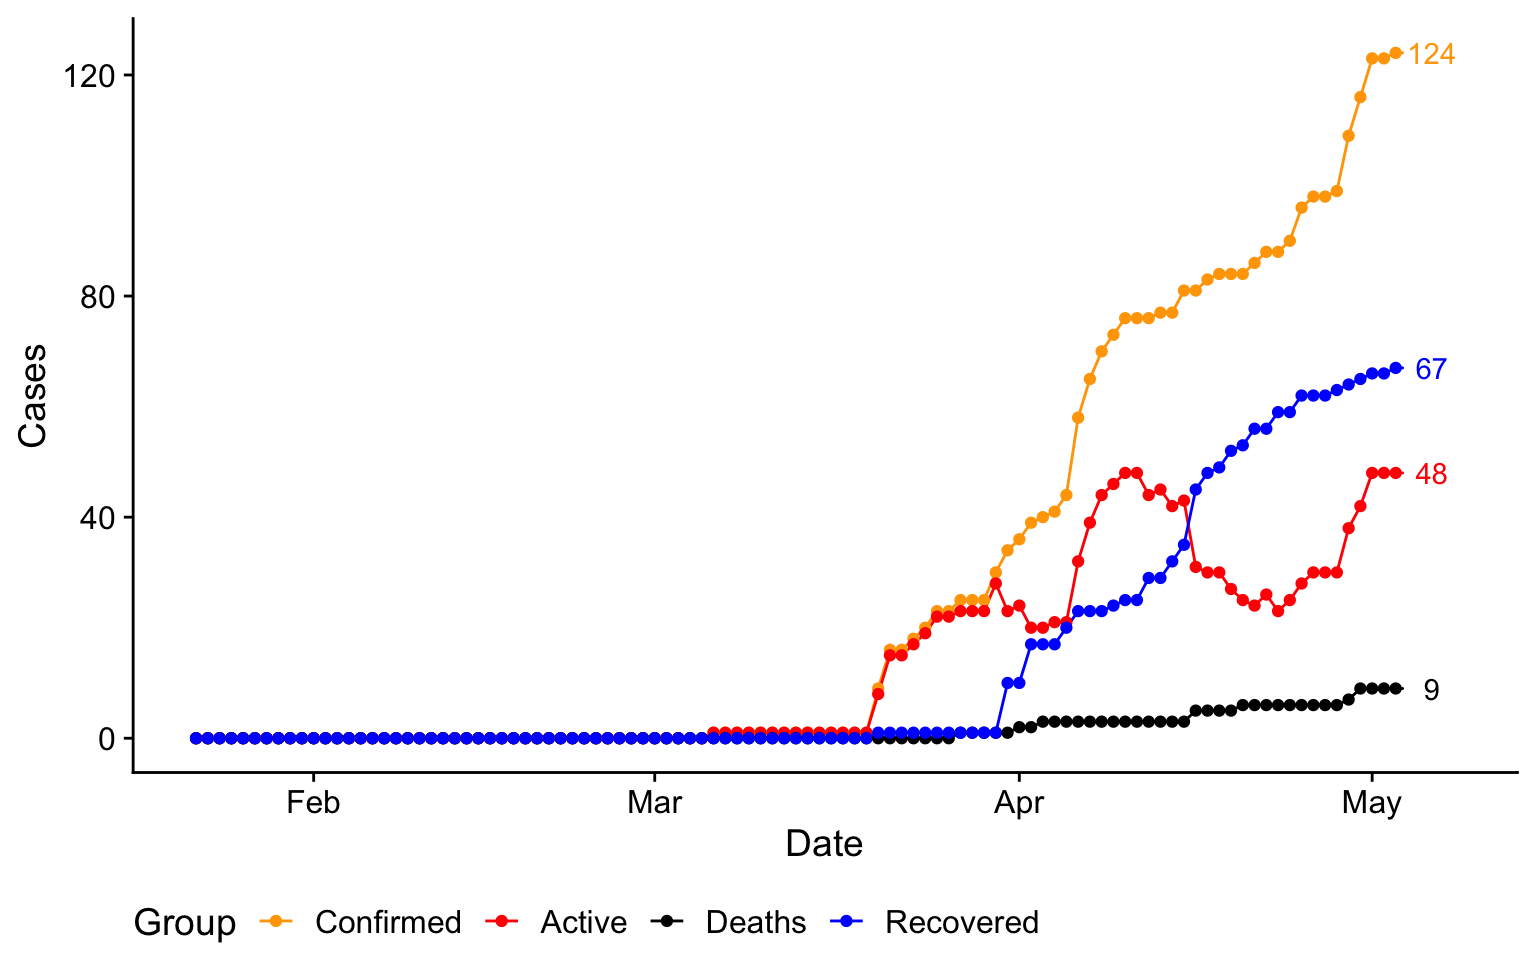 124
120
80
67
48
40
9
0
Cases
Feb Mar Apr May
Date
Group Confirmed Active Deaths Recovered